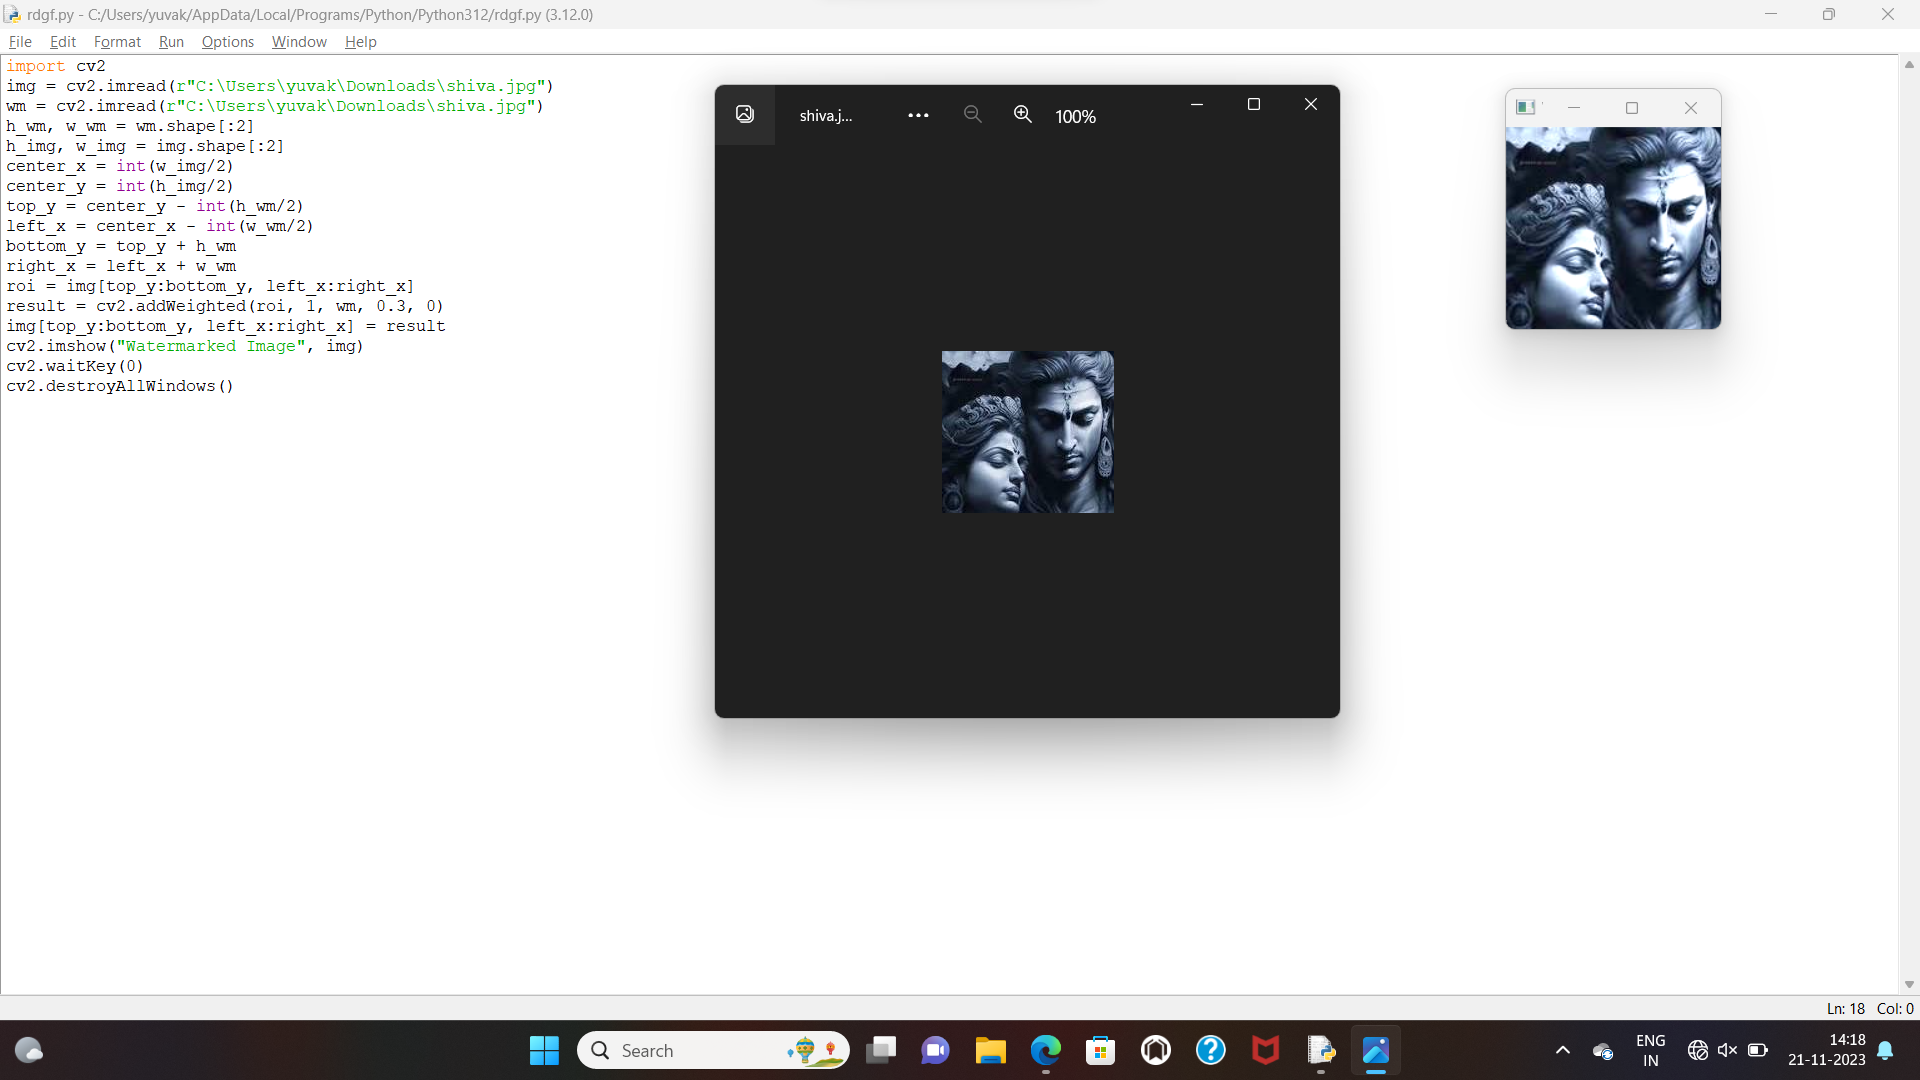 rdgf.py - C:/Users/yuvak/AppData/Local/Programs/Python/Python312/rdgf.py (3.12.0)
File Edit Format Run Options Window Help
import cv2
img = cv2.imread(r"C:\Users\yuvak\Downloads\shiva.jpg")
wm = cv2.imread(r"C:\Users\yuvak\Downloads\shiva.jpg")
h_wm, w_wm = wm.shape[:2]
h_img, w_img = img.shape[:2]
center_x = int(w_img/2)
center_y = int(h_img/2)
top_y = center_y - int(h_wm/2)
left_x = center_x - int(w_wm/2)
bottom_y = top_y + h_wm
right_x = left_x + w_wm
roi = img[top_y:bottom_y, left_x:right_x]
result = cv2.addWeighted(roi, 1, wm, 0.3, 0)
img[top_y:bottom_y, left_x:right_x] = result
cv2.imshow("Watermarked Image", img)
cv2.waitKey(0)
cv2.destroyAllWindows()
shiva.j...
100%
Ln: 18 Col: 0
Search
ENG
IN
14:18
21-11-2023